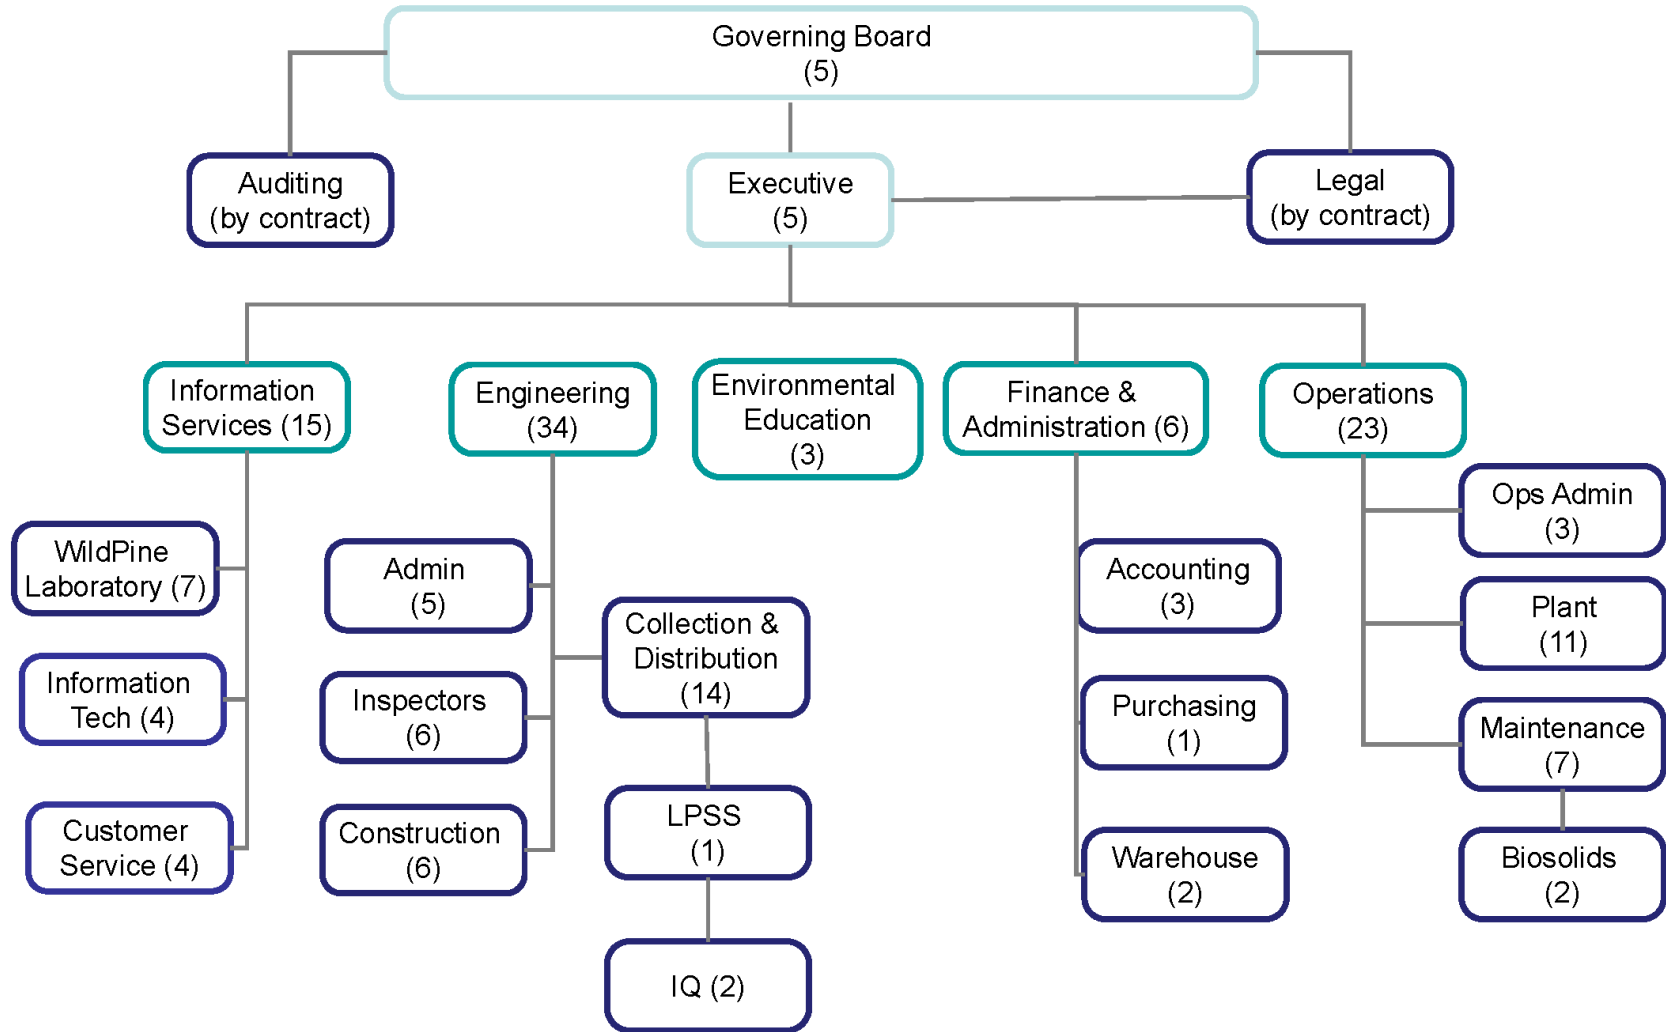 Governing Board
(5)
Auditing
(by contract)
Executive
(5)
Legal
(by contract)
Information
Services (15)
Engineering
(34)
Environmental
Education
(3)
Finance &
Administration (6)
Operations
(23)
WildPine
Laboratory (7)
Information
Tech (4)
Customer
Service (4)
Admin
(5)
Inspectors
(6)
Construction
(6)
Collection &
Distribution
(14)
LPSS
(1)
IQ (2)
Accounting
(3)
Purchasing
(1)
Warehouse
(2)
Ops Admin
(3)
Plant
(11)
Maintenance
(7)
Biosolids
(2)